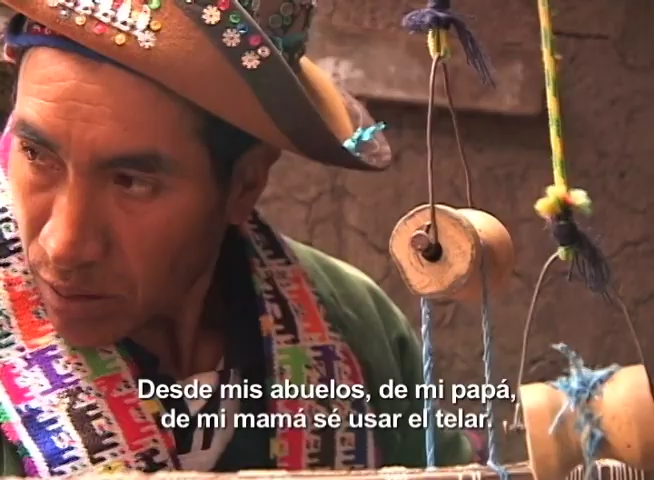 Desde mis abuelos, de mi papá,
de mi mamá sé usar el telar.